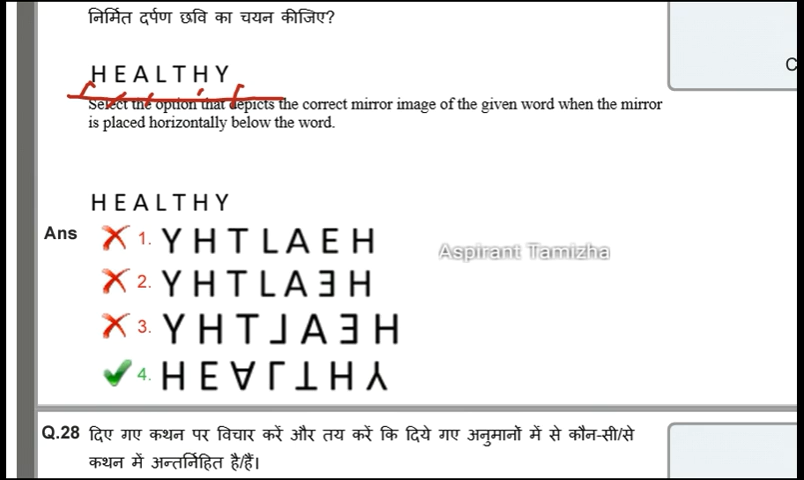 निर्मित दर्पण छवि का चयन कीजिए?
HEALTHY
Select the option that depicts the correct mirror image of the given word when the mirror
is placed horizontally below the word.
C
HEALTHY
Ans
1. YHTLAEH
Aspirant Tamizha
2. YHTLAƎH
3. YHT⅃AƎH
4. HE∀Γ⊥H⅄
Q.28 दिए गए कथन पर विचार करें और तय करें कि दिये गए अनुमानों में से कौन-सी/से
कथन में अन्तर्निहित है/हैं।